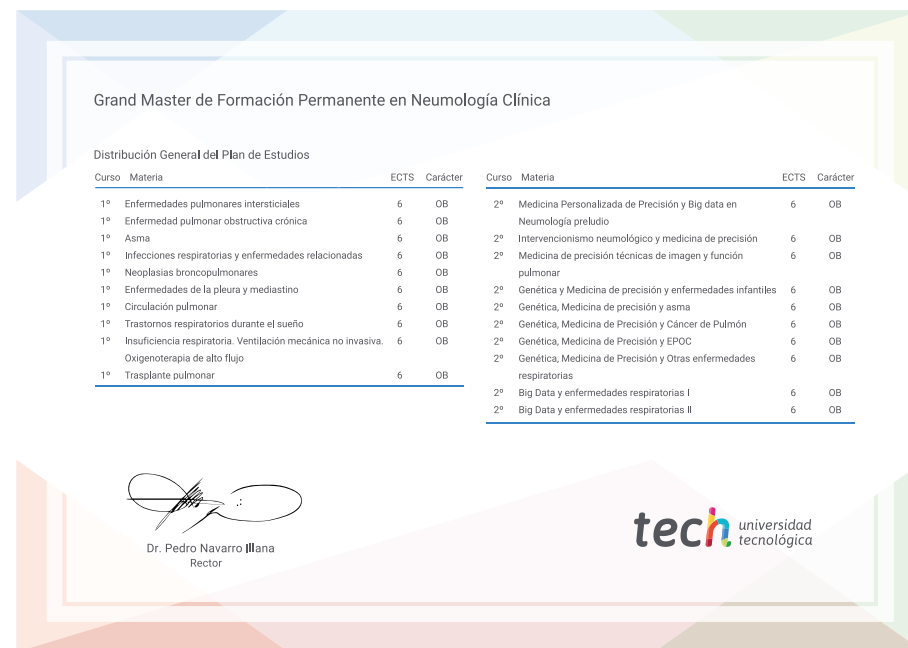 Grand Master de Formación Permanente en Neumología Clínica
Distribución General del Plan de Estudios
Curso Materia ECTS Carácter
1º Enfermedades pulmonares intersticiales 6 OB
1º Enfermedad pulmonar obstructiva crónica 6 OB
1º Asma 6 OB
1º Infecciones respiratorias y enfermedades relacionadas 6 OB
1º Neoplasias broncopulmonares 6 OB
1º Enfermedades de la pleura y mediastino 6 OB
1º Circulación pulmonar 6 OB
1º Trastornos respiratorios durante el sueño 6 OB
1º Insuficiencia respiratoria. Ventilación mecánica no invasiva. 6 OB
Oxigenoterapia de alto flujo
1º Trasplante pulmonar 6 OB
Curso Materia ECTS Carácter
2º Medicina Personalizada de Precisión y Big data en 6 OB
Neumología preludio
2º Intervencionismo neumológico y medicina de precisión 6 OB
2º Medicina de precisión técnicas de imagen y función 6 OB
pulmonar
2º Genética y Medicina de precisión y enfermedades infantiles 6 OB
2º Genética, Medicina de precisión y asma 6 OB
2º Genética, Medicina de Precisión y Cáncer de Pulmón 6 OB
2º Genética, Medicina de Precisión y EPOC 6 OB
2º Genética, Medicina de Precisión y Otras enfermedades 6 OB
respiratorias
2º Big Data y enfermedades respiratorias I 6 OB
2º Big Data y enfermedades respiratorias II 6 OB
Dr. Pedro Navarro Illana
Rector
tech universidad
tecnológica